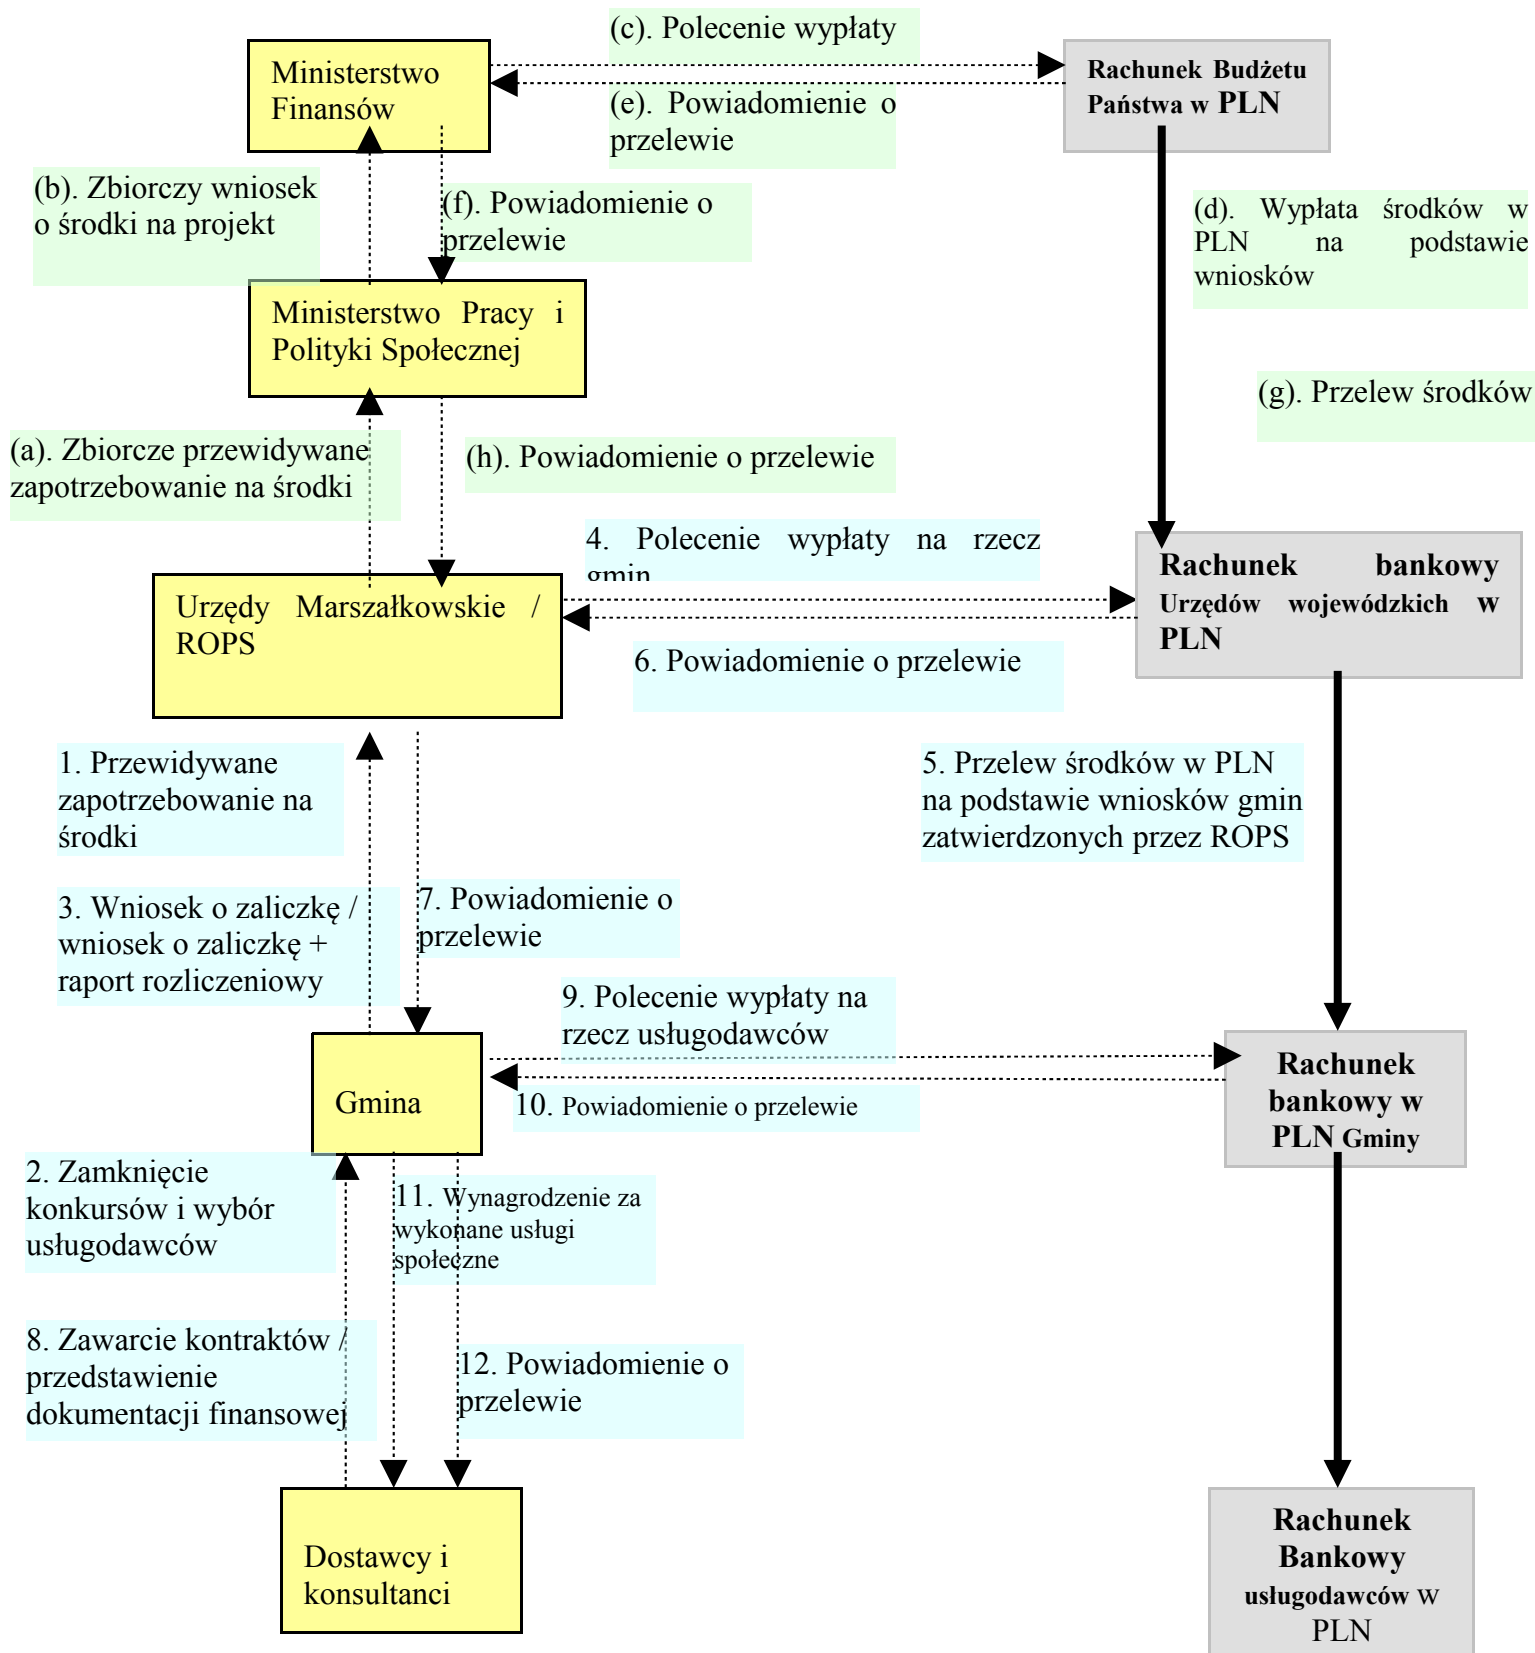 (c). Polecenie wypłaty
Ministerstwo
Finansów
Rachunek Budżetu
Państwa w PLN
(e). Powiadomienie o
przelewie
(b). Zbiorczy wniosek
o środki na projekt
(f). Powiadomienie o
przelewie
(d). Wypłata środków w
PLN na podstawie
wniosków
Ministerstwo Pracy i
Polityki Społecznej
(g). Przelew środków
(a). Zbiorcze przewidywane
zapotrzebowanie na środki
(h). Powiadomienie o przelewie
4. Polecenie wypłaty na rzecz
gmin
Rachunek bankowy
Urzędów wojewódzkich w
PLN
Urzędy Marszałkowskie /
ROPS
6. Powiadomienie o przelewie
1. Przewidywane
zapotrzebowanie na
środki
5. Przelew środków w PLN
na podstawie wniosków gmin
zatwierdzonych przez ROPS
3. Wniosek o zaliczkę /
wniosek o zaliczkę +
raport rozliczeniowy
7. Powiadomienie o
przelewie
9. Polecenie wypłaty na
rzecz usługodawców
Gmina
10. Powiadomienie o przelewie
Rachunek
bankowy w
PLN Gminy
2. Zamknięcie
konkursów i wybór
usługodawców
11. Wynagrodzenie za
wykonane usługi
społeczne
8. Zawarcie kontraktów /
przedstawienie
dokumentacji finansowej
12. Powiadomienie o
przelewie
Dostawcy i
konsultanci
Rachunek
Bankowy
usługodawców w
PLN